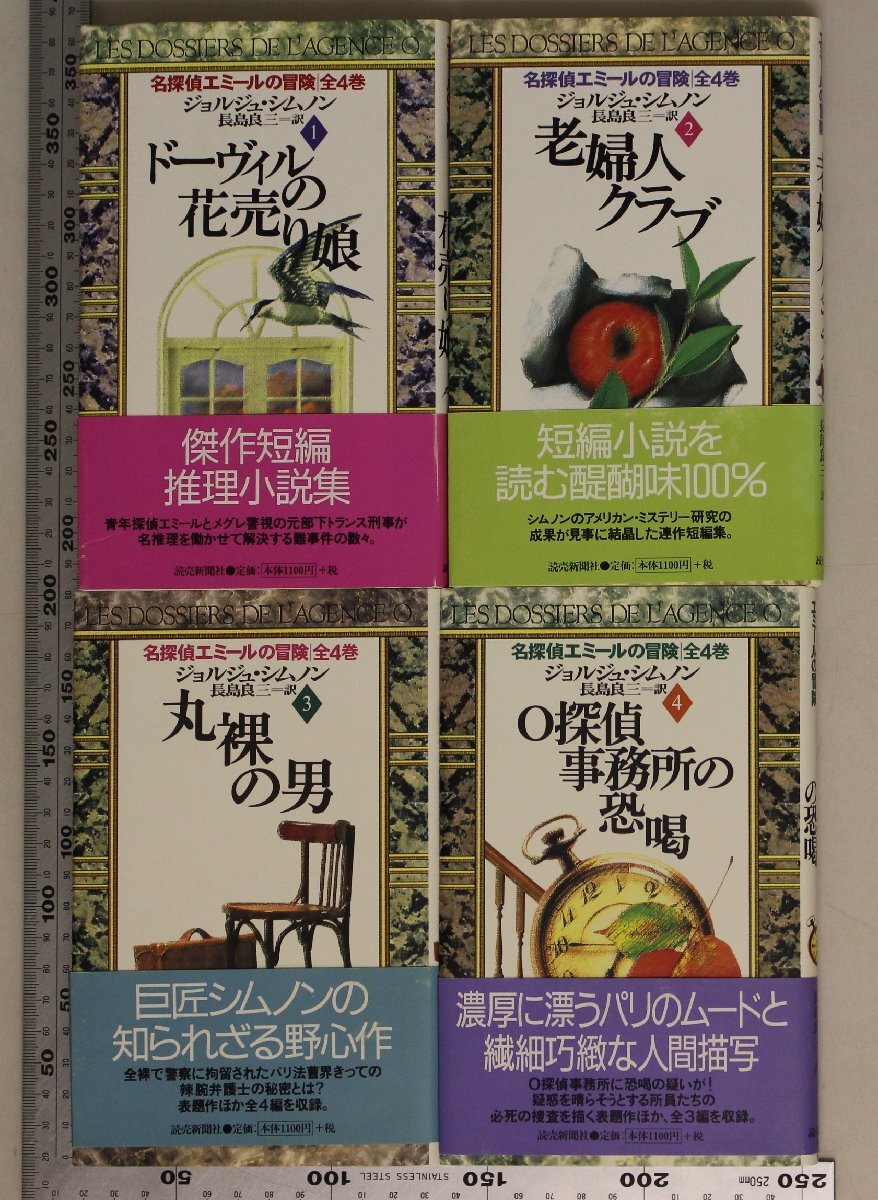 LES DOSSIERS DE L'AGENCE O
名探偵エミールの冒険|全4巻
ジョルジュ・シムノン
長島良三=訳
1
ドーヴィルの
花売り娘
傑作短編
推理小説集
青年探偵エミールとメグレ警視の元部下トランス刑事が
名推理を働かせて解決する難事件の数々。
読売新聞社●定価:本体1100円+税
LES DOSSIERS DE L'AGENCE O
名探偵エミールの冒険|全4巻
ジョルジュ・シムノン
長島良三=訳
2
老婦人
クラブ
短編小説を
読む醍醐味100%
シムノンのアメリカン・ミステリー研究の
成果が見事に結晶した連作短編集。
読売新聞社●定価:本体1100円+税
LES DOSSIERS DE L'AGENCE O
名探偵エミールの冒険|全4巻
ジョルジュ・シムノン
長島良三=訳
3
丸裸
の男
巨匠シムノンの
知られざる野心作
全裸で警察に拘留されたパリ法曹界きっての
辣腕弁護士の秘密とは?
表題作ほか全4編を収録。
読売新聞社●定価:本体1100円+税
LES DOSSIERS DE L'AGENCE O
名探偵エミールの冒険|全4巻
ジョルジュ・シムノン
長島良三=訳
4
O探偵
事務所の
恐喝
の恐喝
濃厚に漂うパリのムードと
繊細巧緻な人間描写
O探偵事務所に恐喝の疑いが!
疑惑を晴らそうとする所員たちの
必死の捜査を描く表題作ほか、全3編を収録。
読売新聞社●定価:本体1100円+税
50 100 STAINLESS STEEL 150 200 250